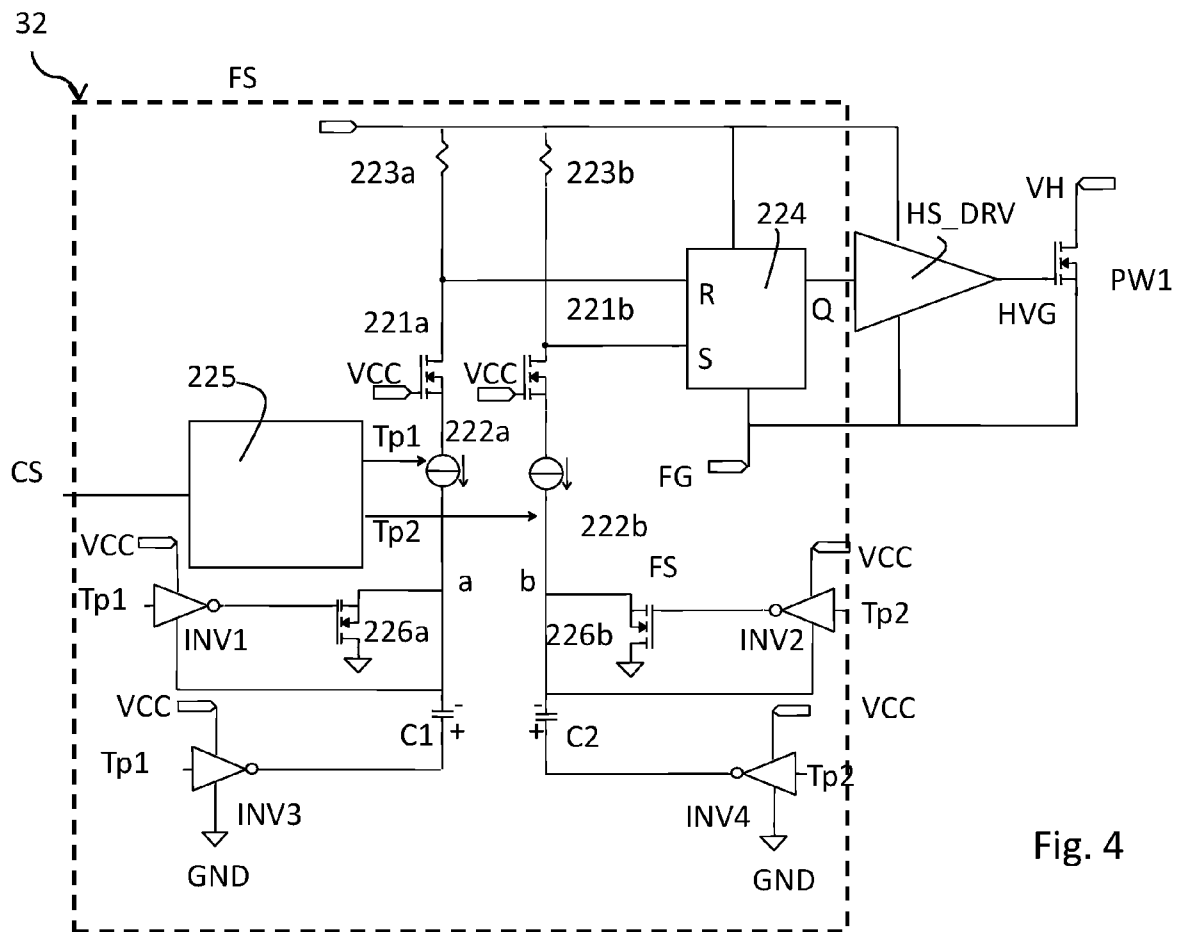 32
FS
223a
223b
VH
224
HS_DRV
R
Q
HVG
PW1
221a
221b
S
VCC
VCC
225
Tp1
222a
CS
FG
Tp2
222b
VCC
a
b
FS
VCC
Tp1
INV1
226a
226b
INV2
Tp2
VCC
C1
-
+
-
+
C2
VCC
Tp1
INV3
INV4
Tp2
GND
GND
Fig. 4